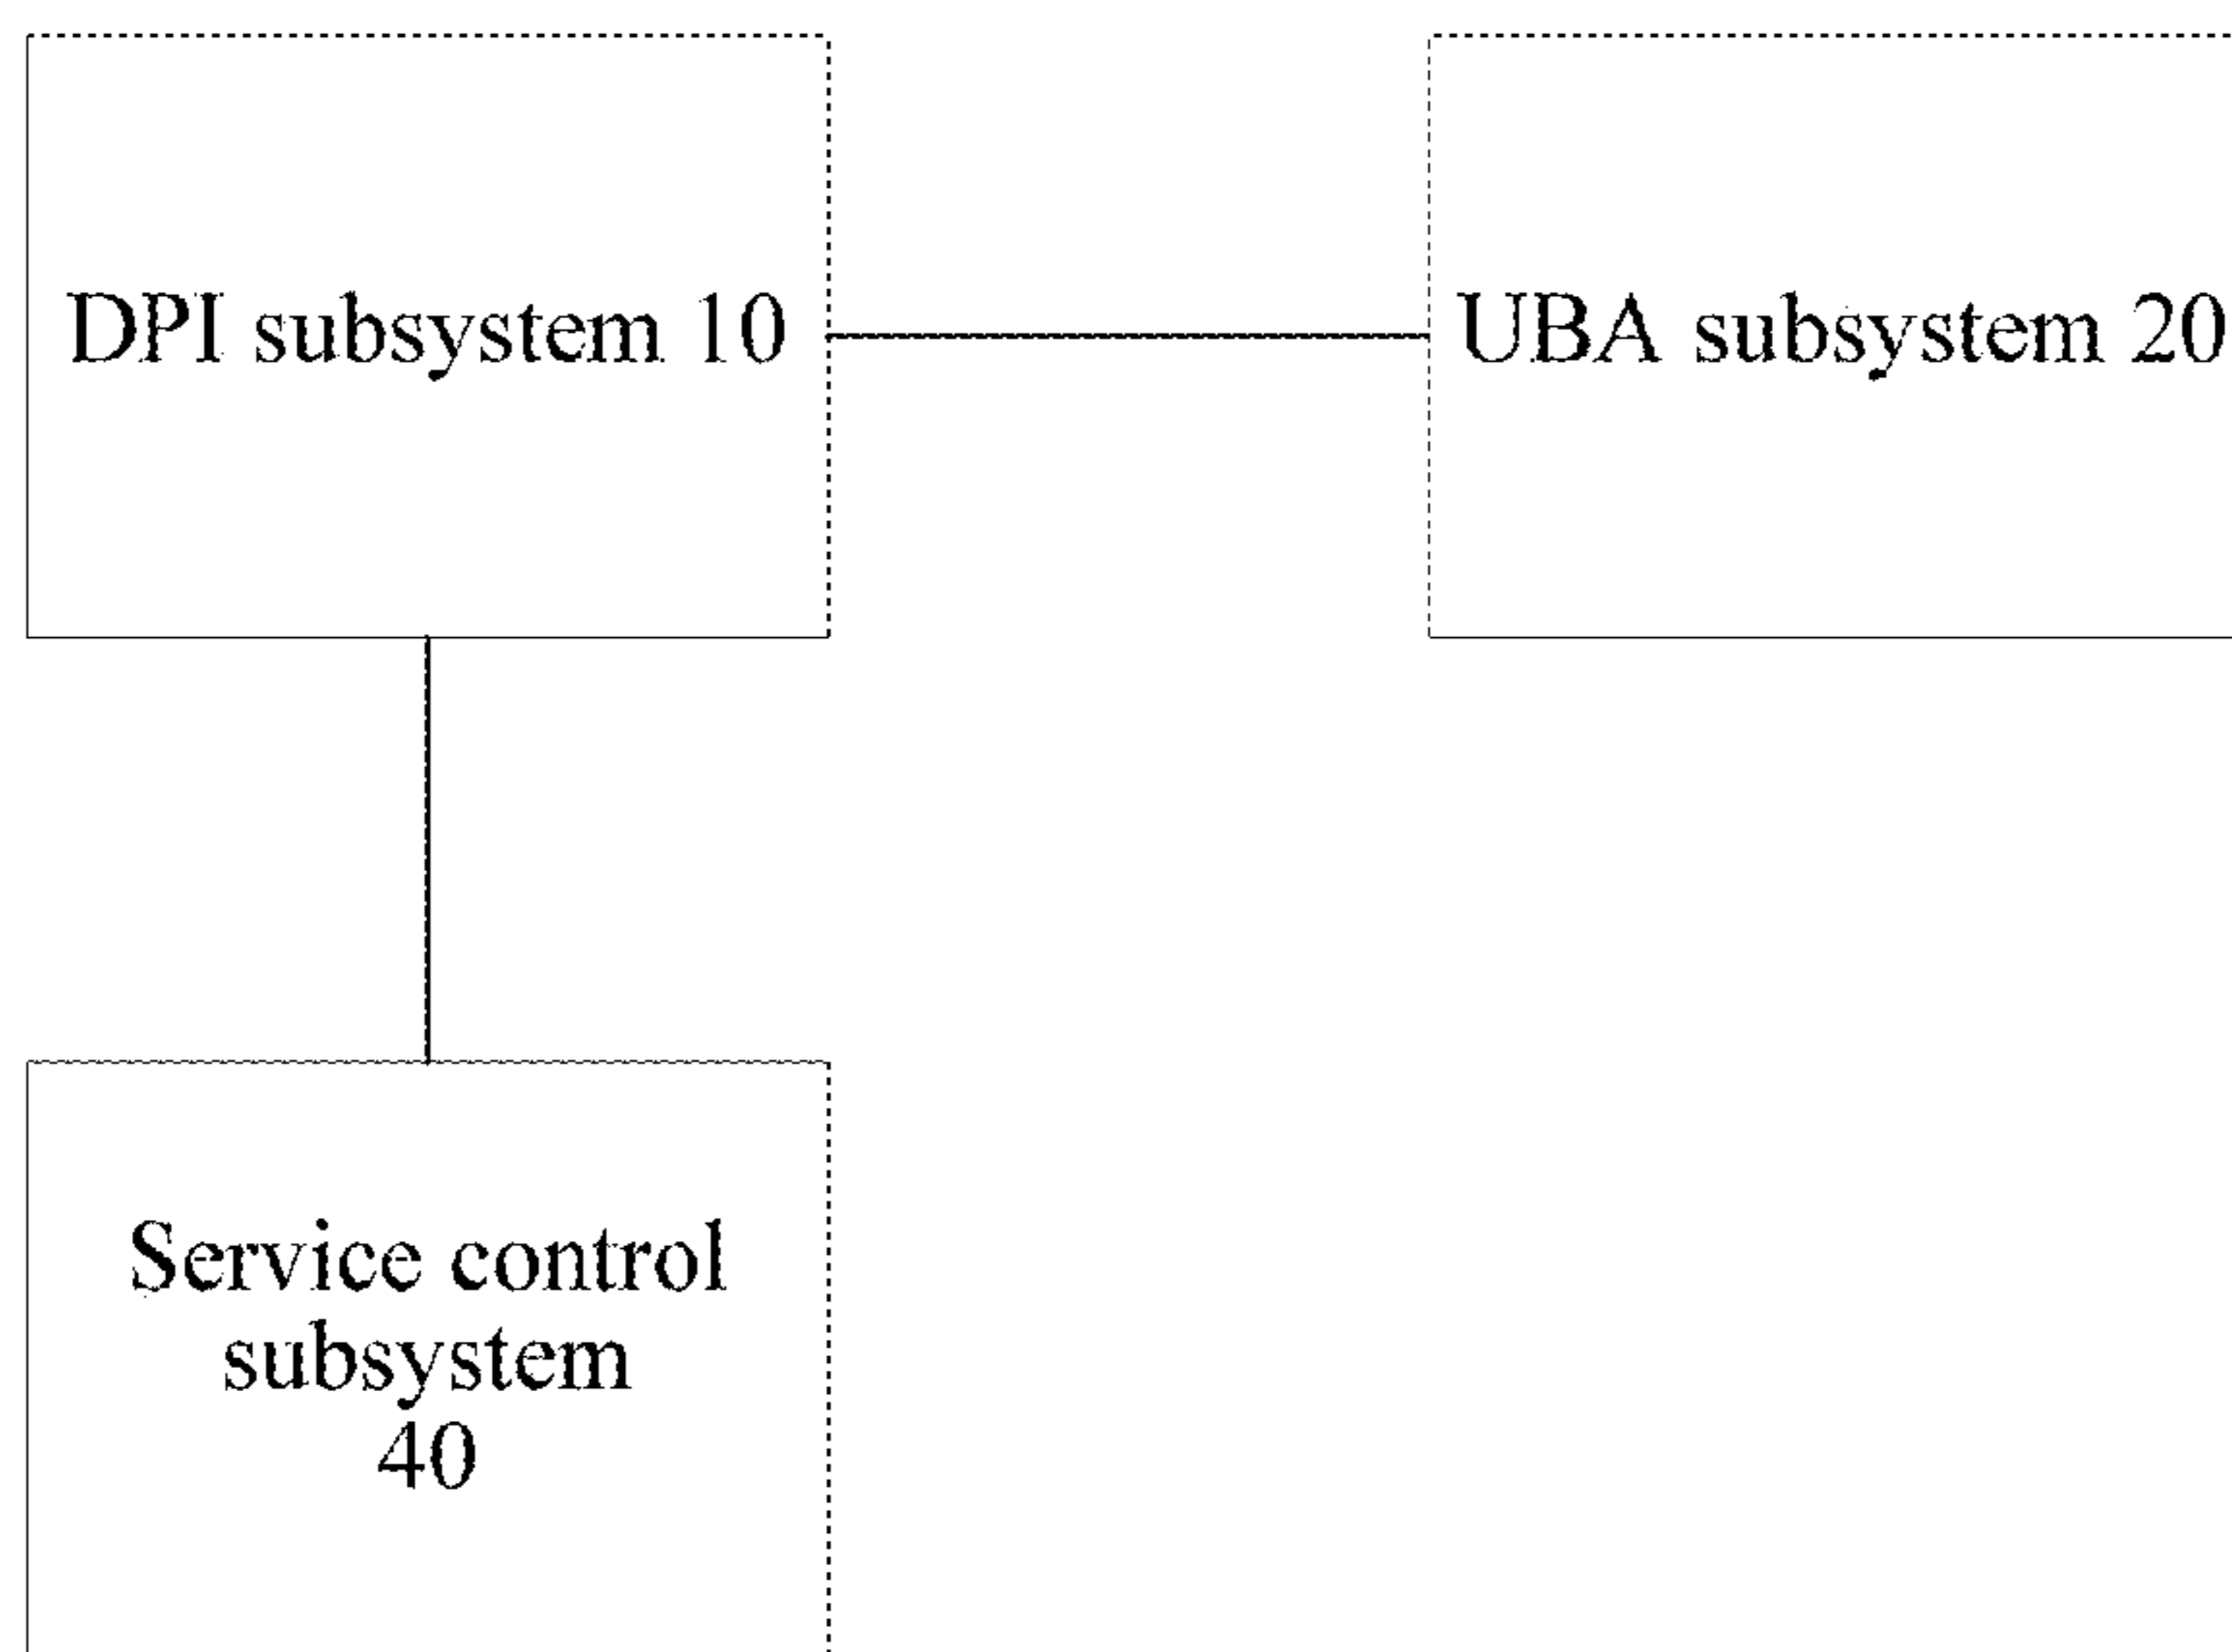 DPI subsystem 10
UBA subsystem 20
Service control
subsystem
40